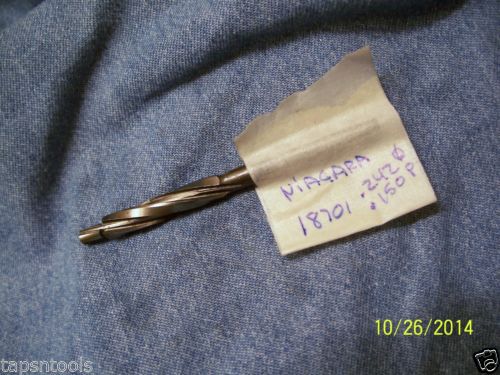 NIAGARA
18701 .242 Ø
.150 P
10/26/2014
tapsntools